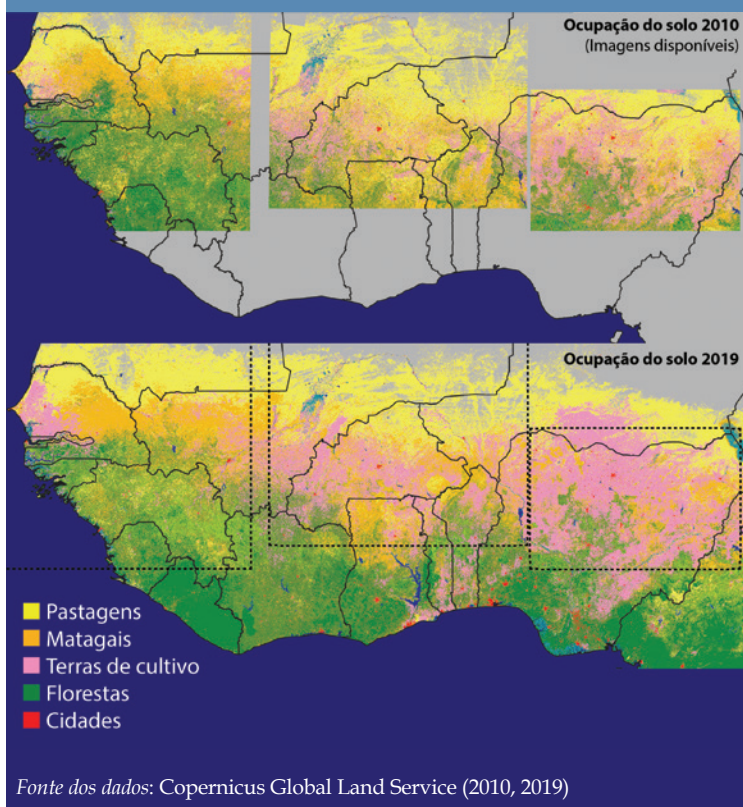 Ocupação do solo 2010
(Imagens disponíveis)
Ocupação do solo 2019
Pastagens
Matagais
Terras de cultivo
Florestas
Cidades
Fonte dos dados: Copernicus Global Land Service (2010, 2019)